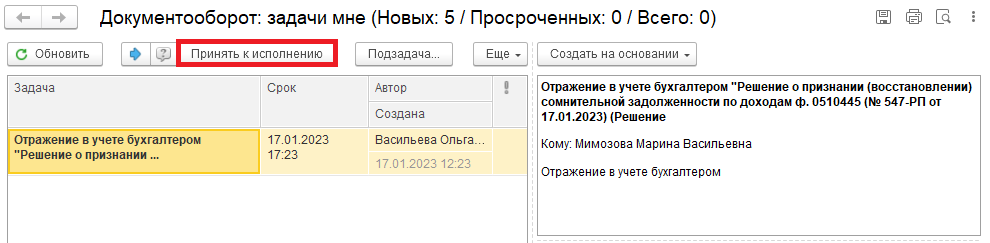 Документооборот: задачи мне (Новых: 5 / Просроченных: 0 / Всего: 0)
Обновить
Принять к исполнению
Подзадача...
Еще
Создать на основании
Задача
Срок
Автор
Создана
Отражение в учете бухгалтером
"Решение о признании ...
17.01.2023
17:23
Васильева Ольга...
17.01.2023 12:23
Отражение в учете бухгалтером "Решение о признании (восстановлении)
сомнительной задолженности по доходам ф. 0510445 (№ 547-РП от
17.01.2023) (Решение
Кому: Мимозова Марина Васильевна
Отражение в учете бухгалтером